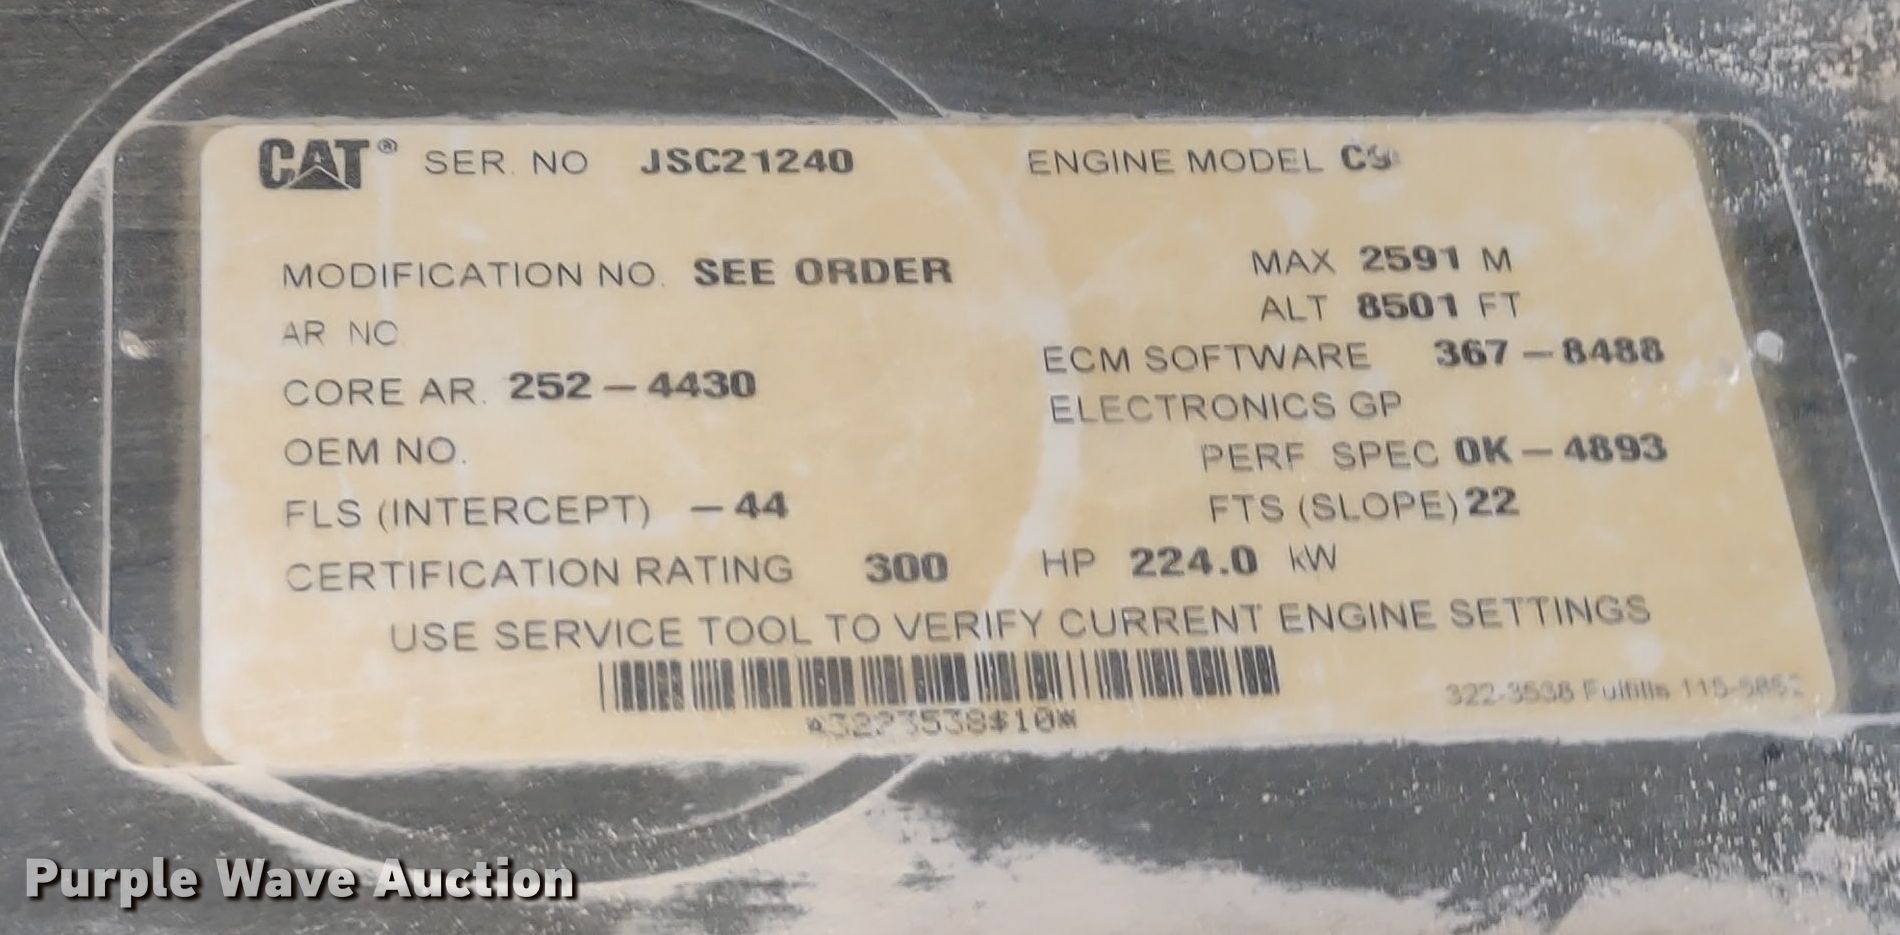 CAT® SER. NO JSC21240 ENGINE MODEL C9
MODIFICATION NO. SEE ORDER MAX 2591 M
AR NO ALT 8501 FT
CORE AR. 252-4430 ECM SOFTWARE 367-8488
ELECTRONICS GP
OEM NO. PERF SPEC 0K-4893
FLS (INTERCEPT) -44 FTS (SLOPE) 22
CERTIFICATION RATING 300 HP 224.0 kW
USE SERVICE TOOL TO VERIFY CURRENT ENGINE SETTINGS
322-3538 Fulfills
*3223538$10*
Purple Wave Auction